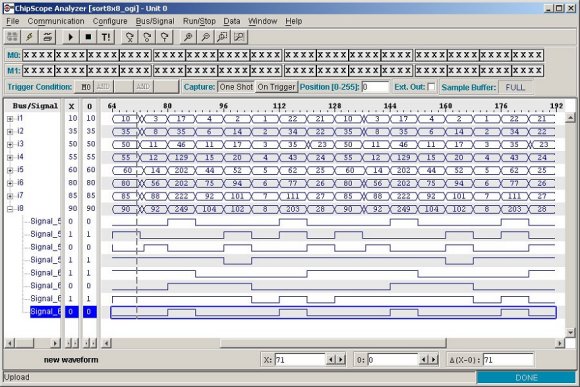 ChipScope Analyzer [sort8x8_ogi] - Unit 0
File Communication Configure Bus/Signal Run/Stop Data Window Help
T!
M0: X X X X X X X X X X X X X X X X X X X X X X X X X X X X X X X X X X X X X X X X X X X X X X X X X X X X X X X X X X X X X X X X
M1: X X X X X X X X X X X X X X X X X X X X X X X X X X X X X X X X X X X X X X X X X X X X X X X X X X X X X X X X X X X X X X X X
Trigger Condition: M0 AND AND Capture: One Shot On Trigger Position [0-255]: 0 Ext. Out: Sample Buffer: FULL
Bus/Signal X O 64 80 96 112 128 144 160 176 192
i1 10 10 10 3 17 4 2 1 22 21 10 3 17 4 2 1 22 21
i2 35 35 35 8 35 6 14 2 34 22 35 8 35 6 14 2 34 22
i3 50 50 50 11 46 11 17 3 35 23 50 11 46 11 17 3 35 23
i4 55 55 55 12 129 15 20 4 43 24 55 12 129 15 20 4 43 24
i5 60 60 60 14 202 44 52 5 62 25 60 14 202 44 52 5 62 25
i6 80 80 80 56 202 75 94 6 77 26 80 56 202 75 94 6 77 26
i7 85 85 85 78 222 92 101 7 111 27 85 78 222 92 101 7 111 27
i8 90 90 90 92 249 104 102 8 203 28 90 92 249 104 102 8 203 28
Signal_5 0 0
Signal_5 1 1
Signal_5 0 0
Signal_5 1 1
Signal_6 1 1
Signal_6 0 0
Signal_6 1 1
Signal_6 0 0
new waveform X: 71 O: 0 Δ(X-O): 71
Upload DONE